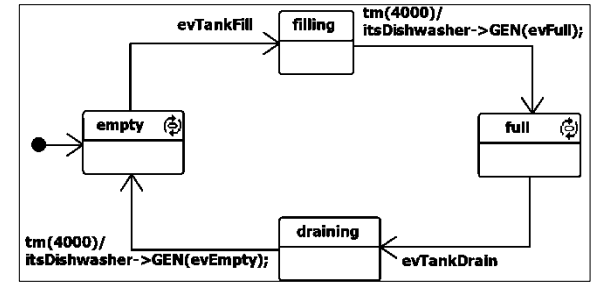 evTankFill
filling
tm(4000)/
itsDishwasher->GEN(evFull);
empty
full
draining
tm(4000)/
itsDishwasher->GEN(evEmpty);
evTankDrain